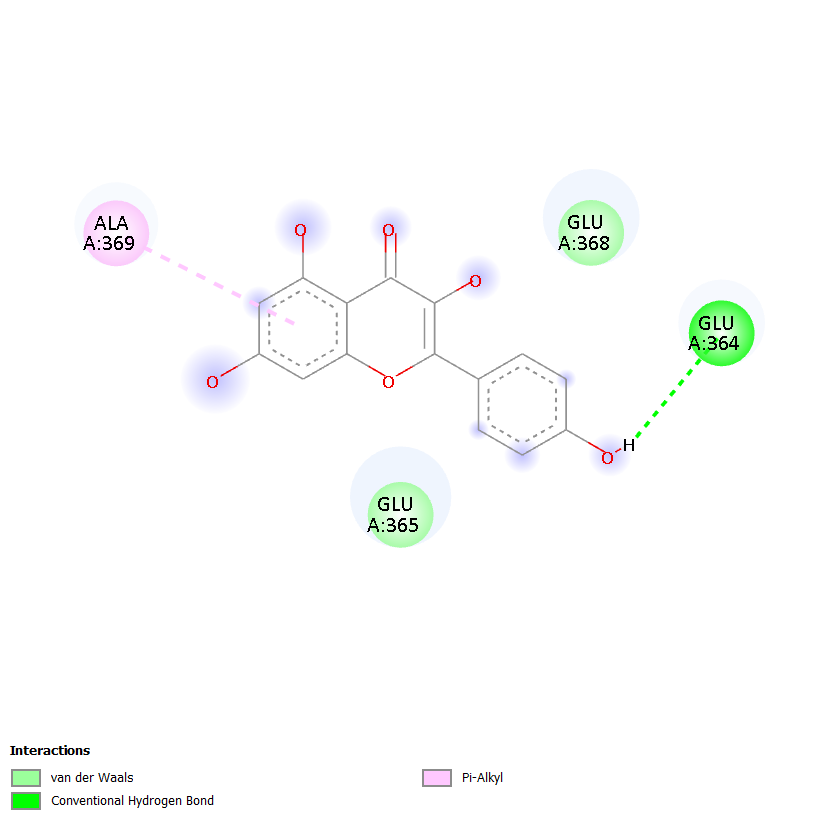 ALA
A:369
O
O
O
GLU
A:368
GLU
A:364
O
O
H
O
GLU
A:365
Interactions
van der Waals
Conventional Hydrogen Bond
Pi-Alkyl